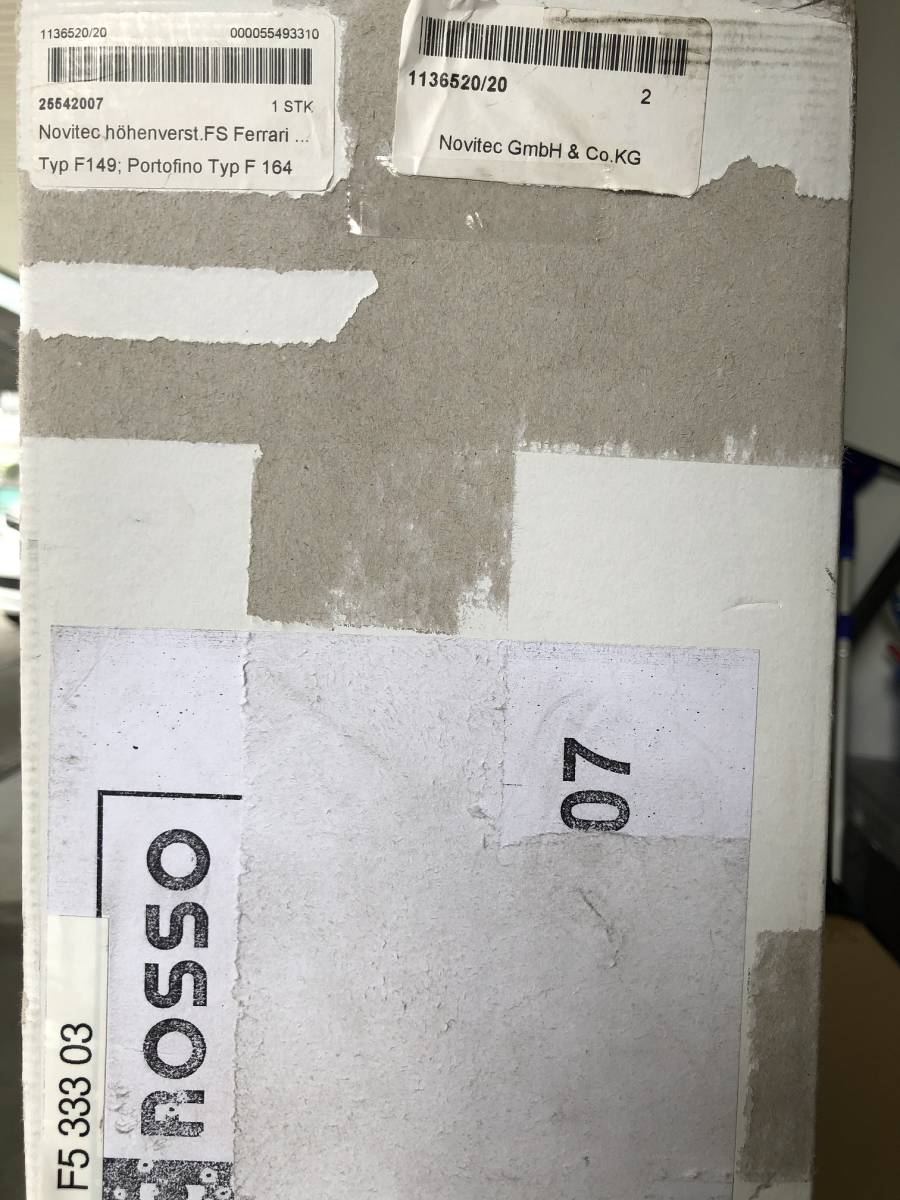 1136520/20 000055493310
25542007 1 STK
Novitec höhenverst.FS Ferrari ...
Typ F149; Portofino Typ F 164
1136520/20
2
Novitec GmbH & Co.KG
07
nosso
F5 333 03